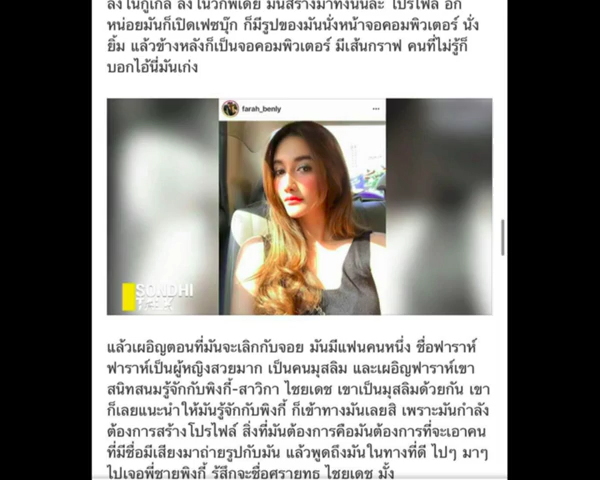 ลงในกูเกิ้ล ลงในวิกิพีเดีย มันสร้างมาทั้งนั้นล่ะ โปรไฟล์ อีก
หน่อยมันก็เปิดเฟซบุ๊ก ก็มีรูปของมันนั่งหน้าจอคอมพิวเตอร์ นั่ง
ยิ้ม แล้วข้างหลังก็เป็นจอคอมพิวเตอร์ มีเส้นกราฟ คนที่ไม่รู้ก็
บอกไอ้นี่มันเก่ง
farah_benly
SONDHI
TALK
แล้วเผอิญตอนที่มันจะเลิกกับจอย มันมีแฟนคนหนึ่ง ชื่อฟาราห์
ฟาราห์เป็นผู้หญิงสวยมาก เป็นคนมุสลิม และเผอิญฟาราห์เขา
สนิทสนมรู้จักกับพิงกี้-สาวิกา ไชยเดช เขาเป็นมุสลิมด้วยกัน เขา
ก็เลยแนะนำให้มันรู้จักกับพิงกี้ ก็เข้าทางมันเลยสิ เพราะมันกำลัง
ต้องการสร้างโปรไฟล์ สิ่งที่มันต้องการคือมันต้องการที่จะเอาคน
ที่มีชื่อมีเสียงมาถ่ายรูปกับมัน แล้วพูดถึงมันในทางที่ดี ไปๆ มาๆ
ไปเจอพี่ชายพิงกี้ รู้สึกจะชื่อศรายุทธ ไชยเดช มั้ง